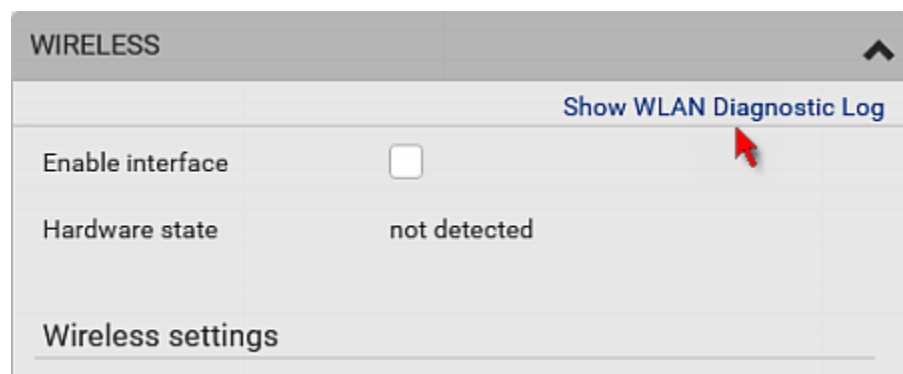 WIRELESS
Show WLAN Diagnostic Log
Enable interface
Hardware state not detected
Wireless settings